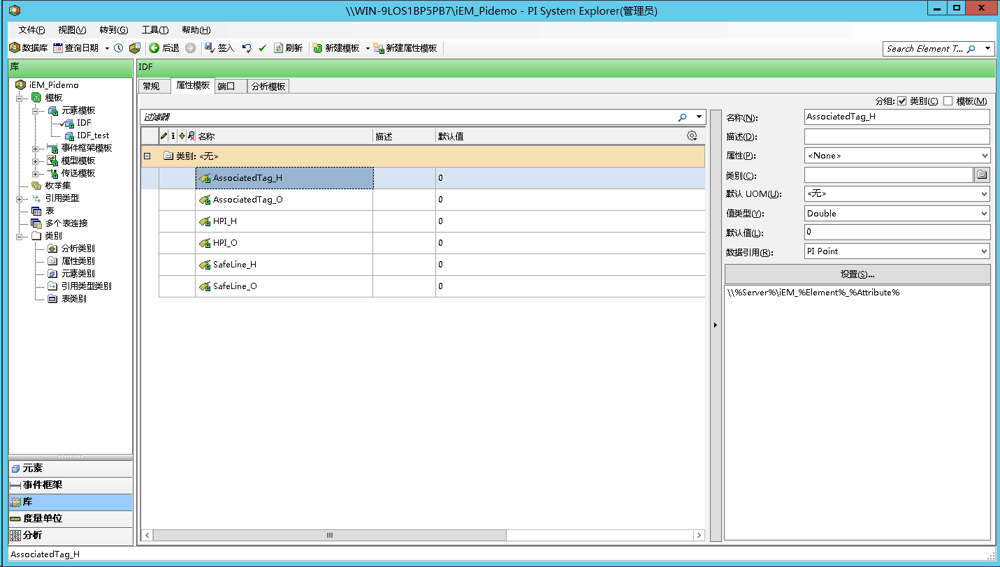 \\WIN-9LOS1BP5PB7\iEM_Pidemo - PI System Explorer(管理员)
文件(F) 视图(V) 转到(G) 工具(T) 帮助(H)
数据库 查询日期 后退 签入 刷新 新建模板 新建属性模板 Search Element T...
库
iEM_Pidemo
模板
元素模板
IDF
IDF_test
事件框架模板
模型模板
传送模板
枚举集
引用类型
表
多个表连接
类别
分析类别
属性类别
元素类别
引用类型类别
表类别
元素
事件框架
库
度量单位
分析
IDF
常规 属性模板 端口 分析模板
分组: 类别(C) 模板(M)
过滤器
名称 描述 默认值
类别: <无>
AssociatedTag_H 0
AssociatedTag_O 0
HPI_H 0
HPI_O 0
SafeLine_H 0
SafeLine_O 0
名称(N): AssociatedTag_H
描述(D):
属性(P): <None>
类别(C):
默认 UOM(U): <无>
值类型(Y): Double
默认值(L): 0
数据引用(R): PI Point
设置(S)...
\\%Server%\iEM_%Element%_%Attribute%
AssociatedTag_H